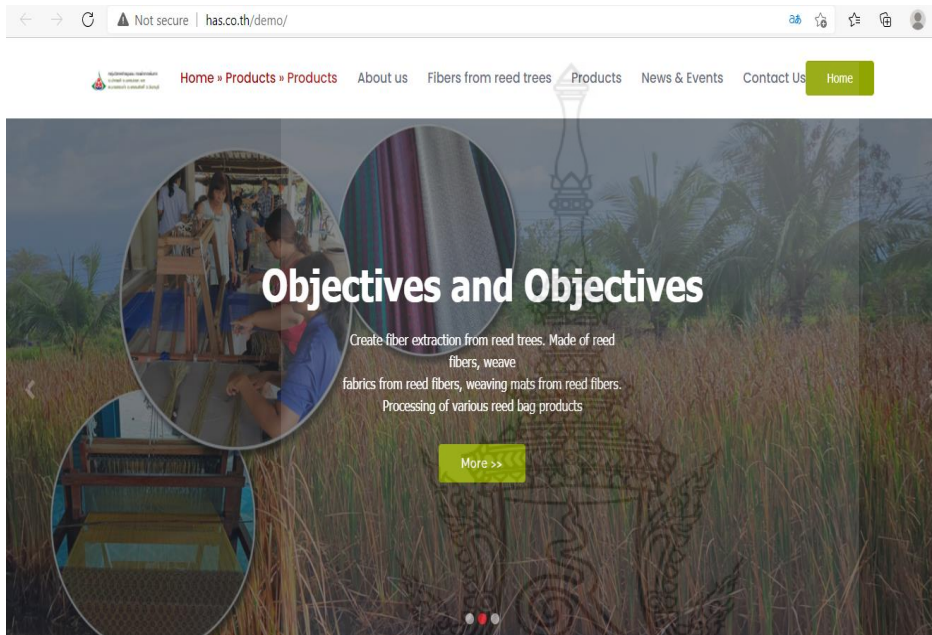 Not secure | has.co.th/demo/
Home » Products » Products About us Fibers from reed trees Products News & Events Contact Us Home
Objectives and Objectives
Create fiber extraction from reed trees. Made of reed
fibers, weave
fabrics from reed fibers, weaving mats from reed fibers.
Processing of various reed bag products
More >>